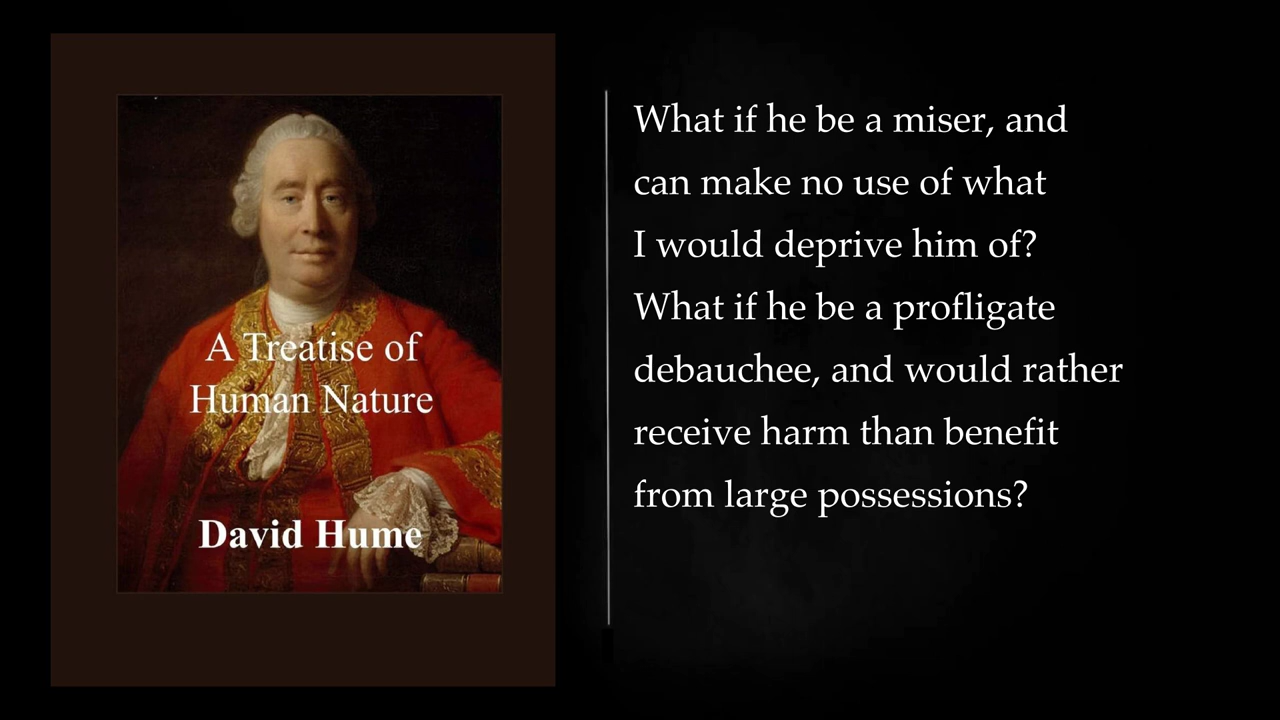 A Treatise of
Human Nature
David Hume
What if he be a miser, and
can make no use of what
I would deprive him of?
What if he be a profligate
debauchee, and would rather
receive harm than benefit
from large possessions?